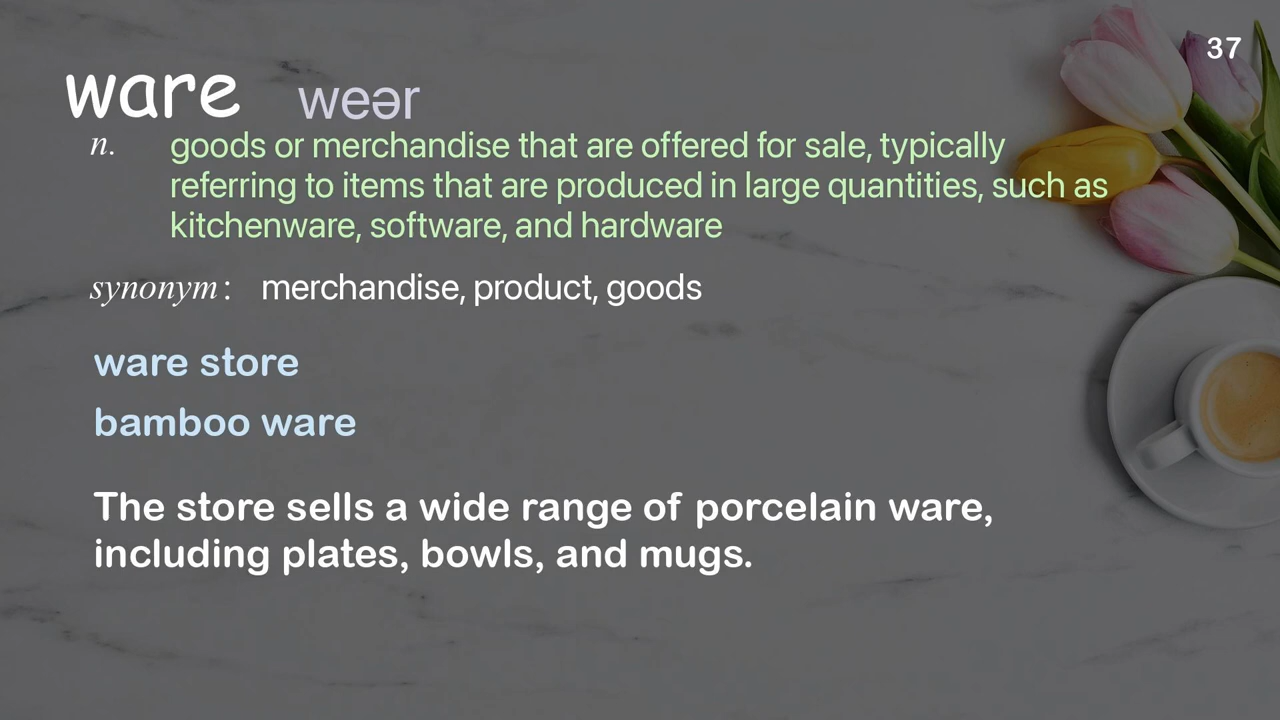 37
ware weər
n. goods or merchandise that are offered for sale, typically
referring to items that are produced in large quantities, such as
kitchenware, software, and hardware
synonym: merchandise, product, goods
ware store
bamboo ware
The store sells a wide range of porcelain ware,
including plates, bowls, and mugs.